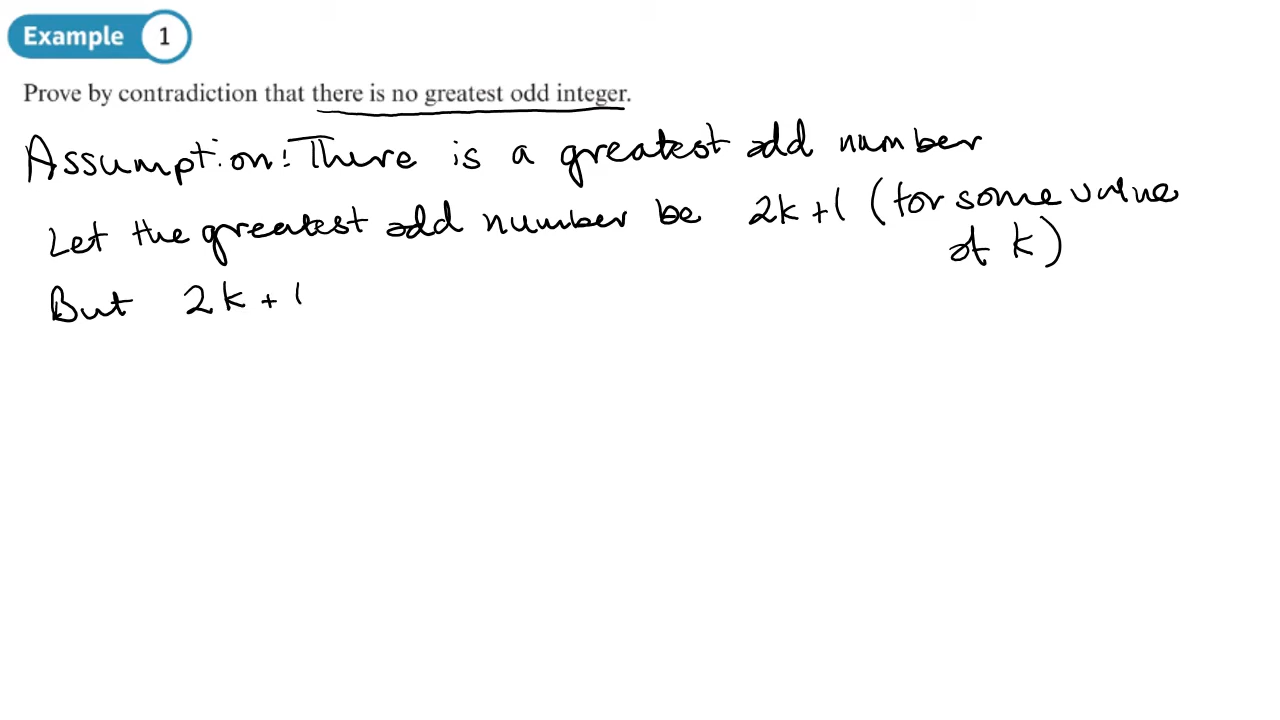 Example 1
Prove by contradiction that there is no greatest odd integer.
Assumption: There is a greatest odd number
Let the greatest odd number be 2k+1 (for some value
of k)
But 2k+1